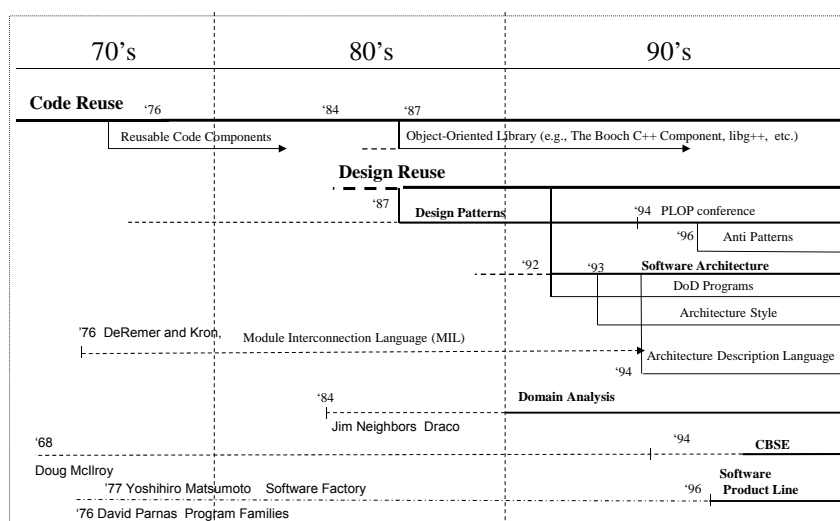 70's 80's 90's
Code Reuse '76 '84 '87
Reusable Code Components Object-Oriented Library (e.g., The Booch C++ Component, libg++, etc.)
Design Reuse
'87 Design Patterns '94 PLOP conference
'96 Anti Patterns
'92 '93 Software Architecture
DoD Programs
Architecture Style
'76 DeRemer and Kron, Module Interconnection Language (MIL)
Architecture Description Language
'94
'84 Domain Analysis
Jim Neighbors Draco
'68 '94 CBSE
Doug McIlroy
Software
'77 Yoshihiro Matsumoto Software Factory '96 Product Line
'76 David Parnas Program Families